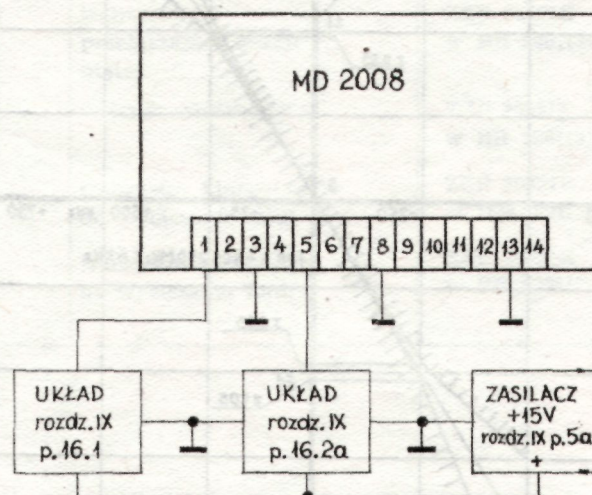 MD 2008
1 2 3 4 5 6 7 8 9 10 11 12 13 14
UKŁAD
rozdz.IX
p.16.1
UKŁAD
rozdz.IX
p.16.2a
ZASILACZ
+15V
rozdz.IX p.5a
+